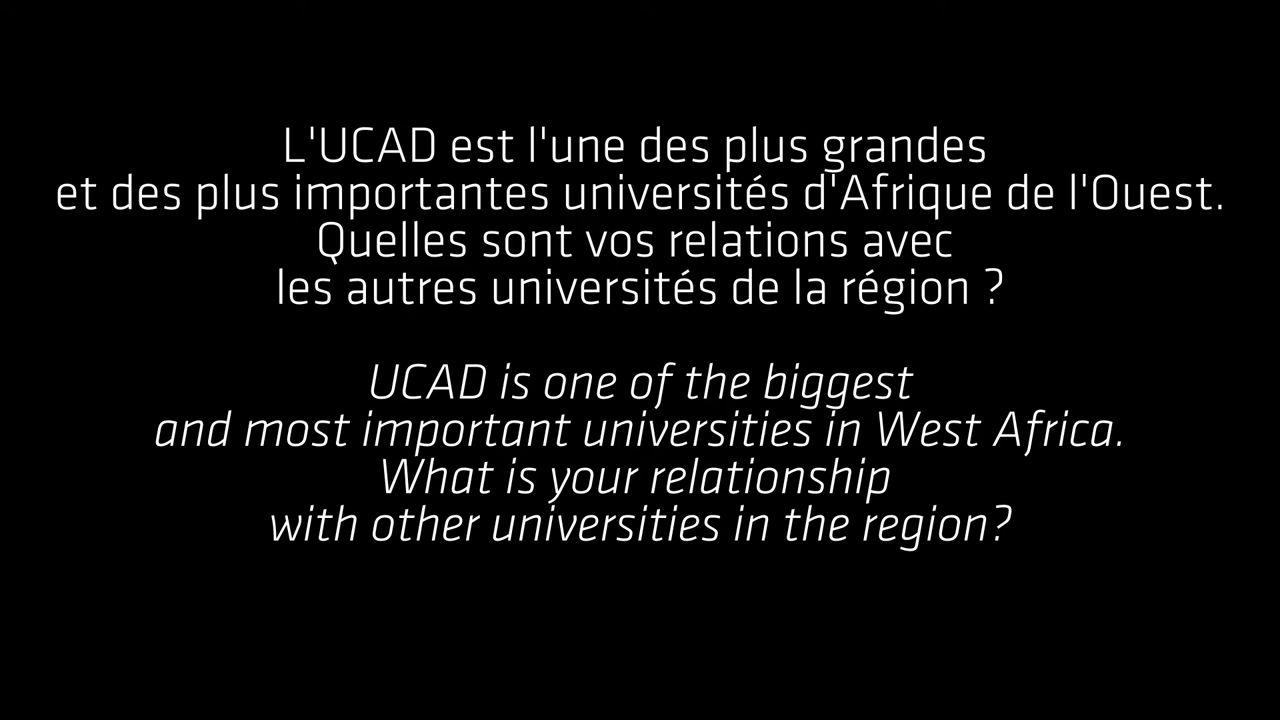 L'UCAD est l'une des plus grandes
et des plus importantes universités d'Afrique de l'Ouest.
Quelles sont vos relations avec
les autres universités de la région ?
UCAD is one of the biggest
and most important universities in West Africa.
What is your relationship
with other universities in the region?